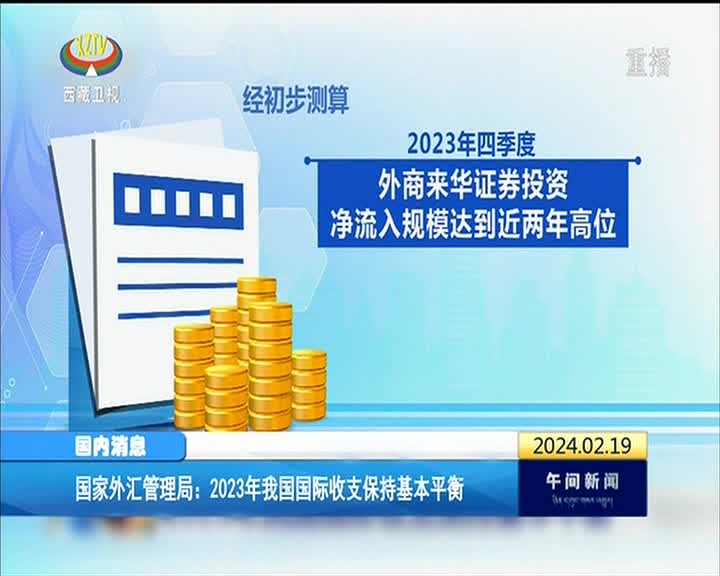 XZTV
西藏卫视
重播
经初步测算
2023年四季度
外商来华证券投资
净流入规模达到近两年高位
国内消息
2024.02.19
国家外汇管理局：2023年我国国际收支保持基本平衡
午间新闻